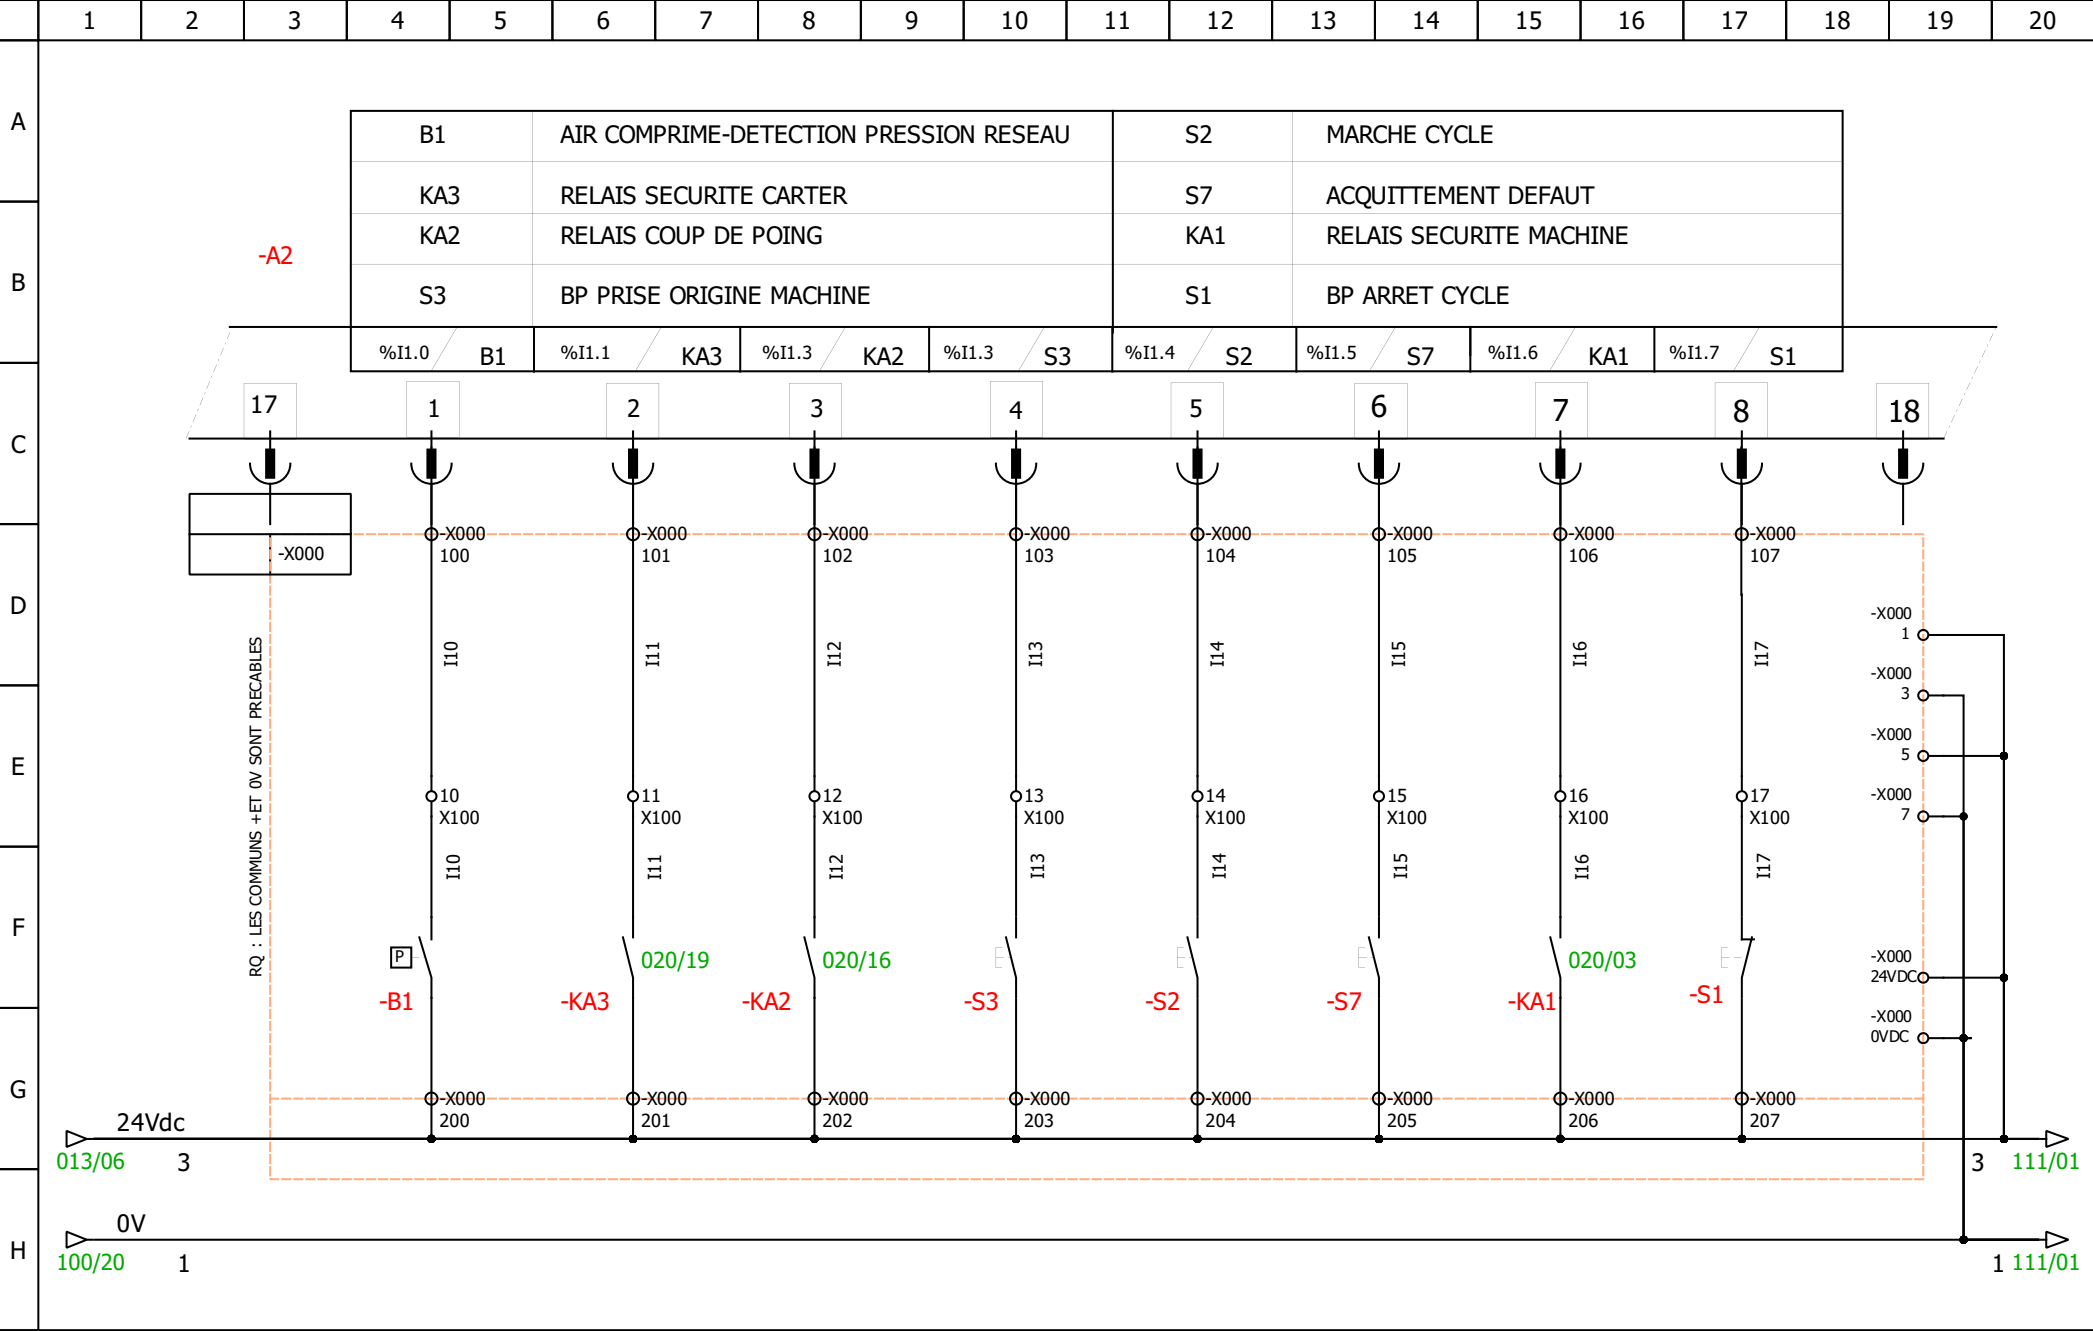 1 2 3 4 5 6 7 8 9 10 11 12 13 14 15 16 17 18 19 20
A
B1 AIR COMPRIME-DETECTION PRESSION RESEAU S2 MARCHE CYCLE
KA3 RELAIS SECURITE CARTER S7 ACQUITTEMENT DEFAUT
KA2 RELAIS COUP DE POING KA1 RELAIS SECURITE MACHINE
-A2
B
S3 BP PRISE ORIGINE MACHINE S1 BP ARRET CYCLE
%I1.0 B1 %I1.1 KA3 %I1.3 KA2 %I1.3 S3 %I1.4 S2 %I1.5 S7 %I1.6 KA1 %I1.7 S1
17 1 2 3 4 5 6 7 8 18
C
-X000 -X000 -X000 -X000 -X000 -X000 -X000 -X000
-X000 100 101 102 103 104 105 106 107
D
-X000
1
RQ : LES COMMUNS +ET 0V SONT PRECABLES
I10 I11 I12 I13 I14 I15 I16 I17
-X000
3
-X000
5
E
10 11 12 13 14 15 16 17
X100 X100 X100 X100 X100 X100 X100 X100
-X000
7
I10 I11 I12 I13 I14 I15 I16 I17
F
P 020/19 020/16 020/03
-X000
24VDC
-B1 -KA3 -KA2 -S3 -S2 -S7 -KA1 -S1
-X000
0VDC
G
-X000 -X000 -X000 -X000 -X000 -X000 -X000 -X000
24Vdc 200 201 202 203 204 205 206 207
013/06 3 3 111/01
0V
H
100/20 1 1 111/01